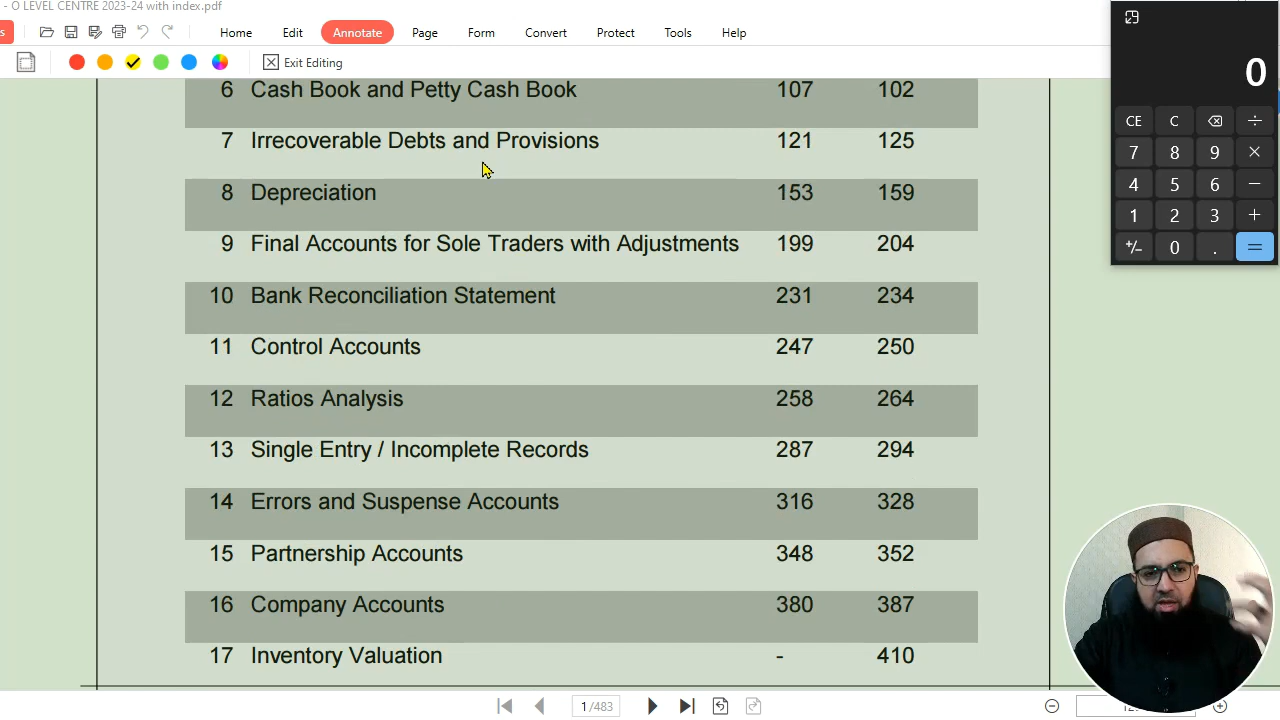 - O LEVEL CENTRE 2023-24 with index.pdf
Home Edit Annotate Page Form Convert Protect Tools Help
Exit Editing
6 Cash Book and Petty Cash Book 107 102
7 Irrecoverable Debts and Provisions 121 125
8 Depreciation 153 159
9 Final Accounts for Sole Traders with Adjustments 199 204
10 Bank Reconciliation Statement 231 234
11 Control Accounts 247 250
12 Ratios Analysis 258 264
13 Single Entry / Incomplete Records 287 294
14 Errors and Suspense Accounts 316 328
15 Partnership Accounts 348 352
16 Company Accounts 380 387
17 Inventory Valuation - 410
1 /483
0
CE C ⌫ ÷
7 8 9 ×
4 5 6 −
1 2 3 +
+/− 0 . =